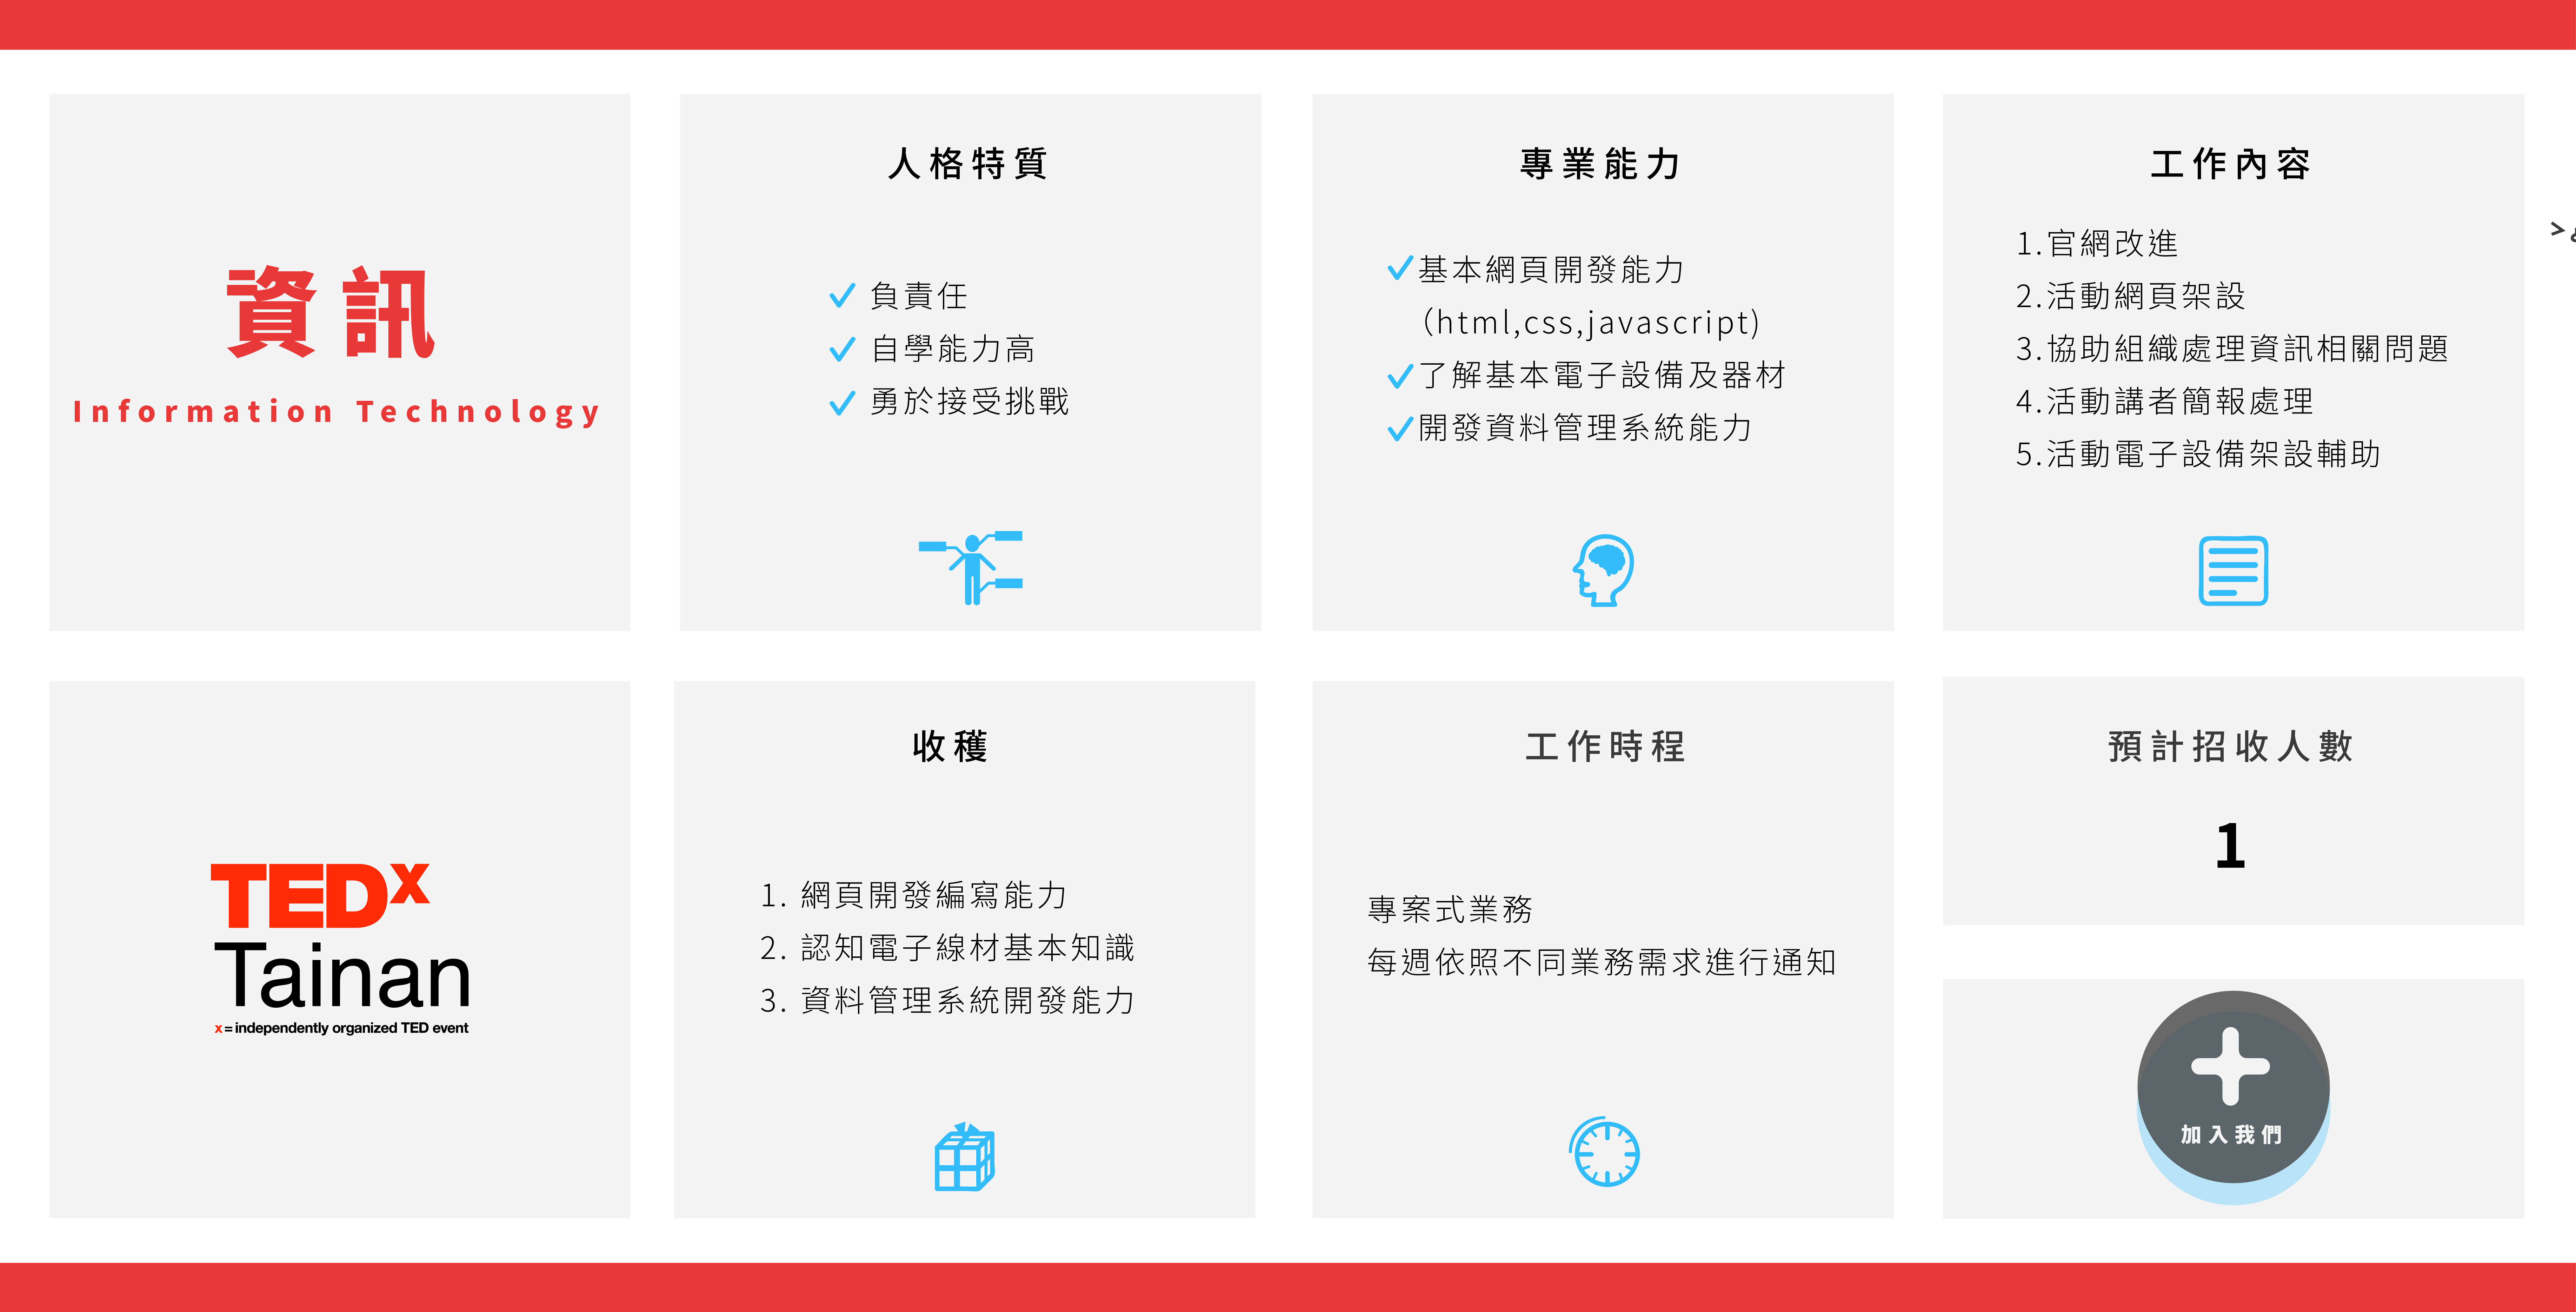 資訊
Information Technology
人格特質
負責任
自學能力高
勇於接受挑戰
專業能力
基本網頁開發能力
(html,css,javascript)
了解基本電子設備及器材
開發資料管理系統能力
工作內容
1.官網改進
2.活動網頁架設
3.協助組織處理資訊相關問題
4.活動講者簡報處理
5.活動電子設備架設輔助
TEDx
Tainan
x = independently organized TED event
收穫
1. 網頁開發編寫能力
2. 認知電子線材基本知識
3. 資料管理系統開發能力
工作時程
專案式業務
每週依照不同業務需求進行通知
預計招收人數
1
加入我們